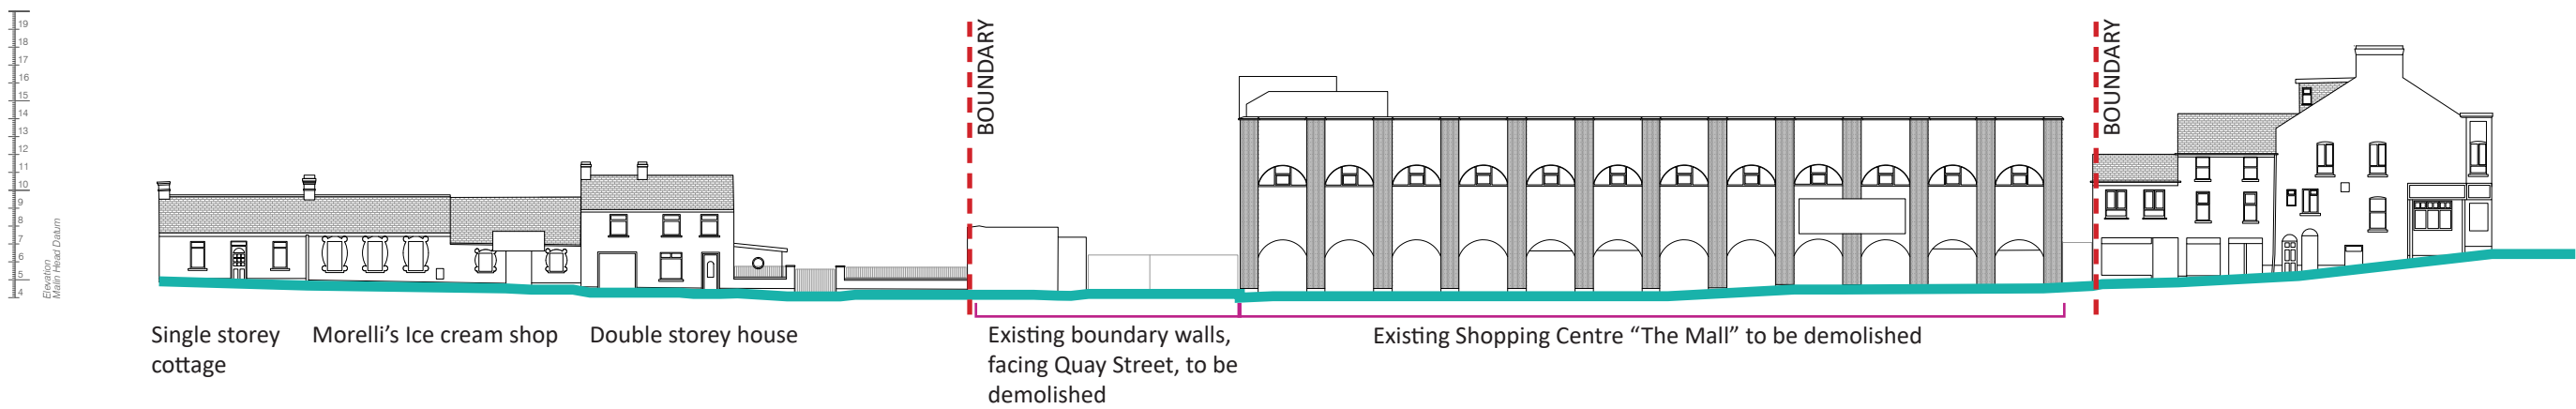 19
18
17
16
15
14
13
12
11
10
9
8
7
6
5
4
Elevation
Malin Head Datum
BOUNDARY
BOUNDARY
Single storey
cottage
Morelli's Ice cream shop
Double storey house
Existing boundary walls,
facing Quay Street, to be
demolished
Existing Shopping Centre “The Mall” to be demolished